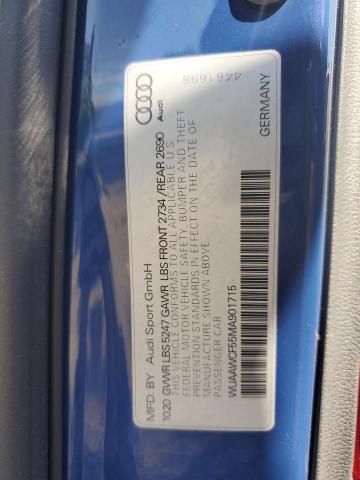 Audi
4461698
MFD. BY Audi Sport GmbH
1020 GVWR LBS 5247 GAWR LBS FRONT 2734 / REAR 2690
THIS VEHICLE CONFORMS TO ALL APPLICABLE U S
FEDERAL MOTOR VEHICLE SAFETY, BUMPER AND THEFT
PREVENTION STANDARDS IN EFFECT ON THE DATE OF
MANUFACTURE SHOWN ABOVE.
PASSENGER CAR
WUAAWCF55MA901715
GERMANY